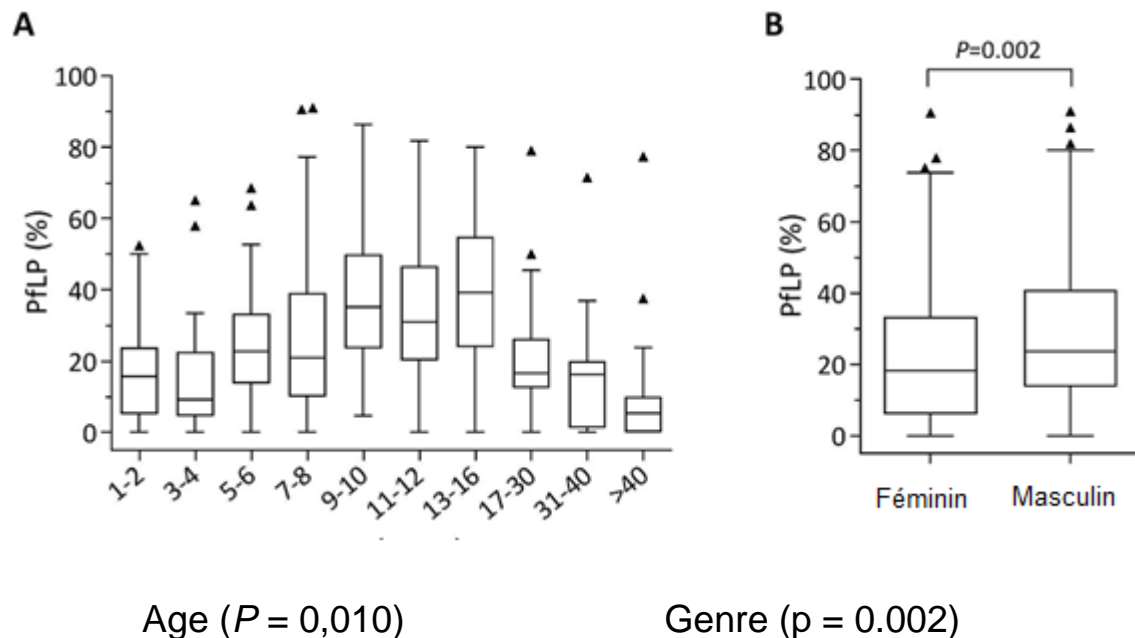 A
B
P=0.002
PfLP (%)
100
80
60
40
20
0
1-2
3-4
5-6
7-8
9-10
11-12
13-16
17-30
31-40
>40
PfLP (%)
100
80
60
40
20
0
Féminin
Masculin
Age (P = 0,010)
Genre (p = 0.002)